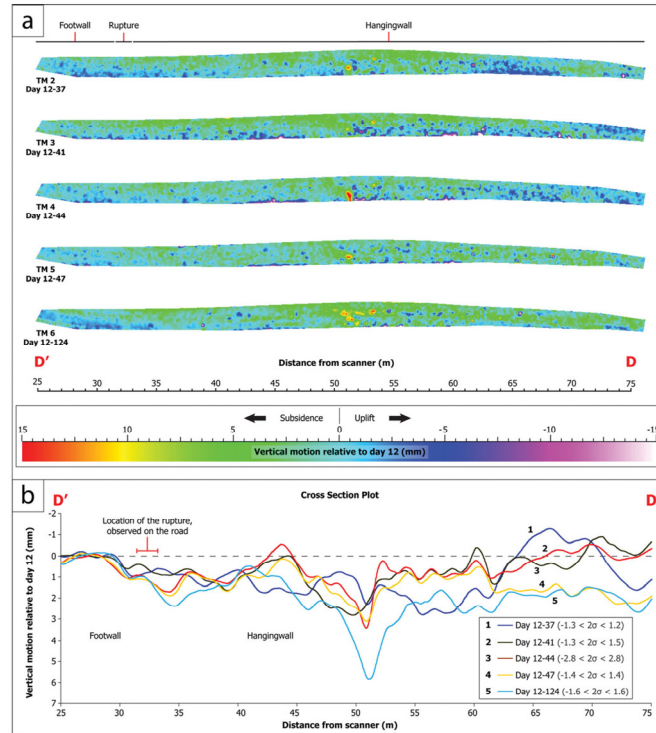 a
Footwall
Rupture
Hangingwall
TM 2
Day 12-37
TM 3
Day 12-41
TM 4
Day 12-44
TM 5
Day 12-47
TM 6
Day 12-124
D'
Distance from scanner (m)
D
25 30 35 40 45 50 55 60 65 70 75
Subsidence Uplift
15 10 5 0 -5 -10 -15
Vertical motion relative to day 12 (mm)
b
Cross Section Plot
D'
D
Location of the rupture,
observed on the road
Vertical motion relative to day 12 (mm)
-2
-1
0
1
2
3
4
5
6
7
Footwall
Hangingwall
1
2
3
4
5
1 Day 12-37 (-1.3 < 2σ < 1.2)
2 Day 12-41 (-1.3 < 2σ < 1.5)
3 Day 12-44 (-2.8 < 2σ < 2.8)
4 Day 12-47 (-1.4 < 2σ < 1.4)
5 Day 12-124 (-1.6 < 2σ < 1.6)
25 30 35 40 45 50 55 60 65 70 75
Distance from scanner (m)